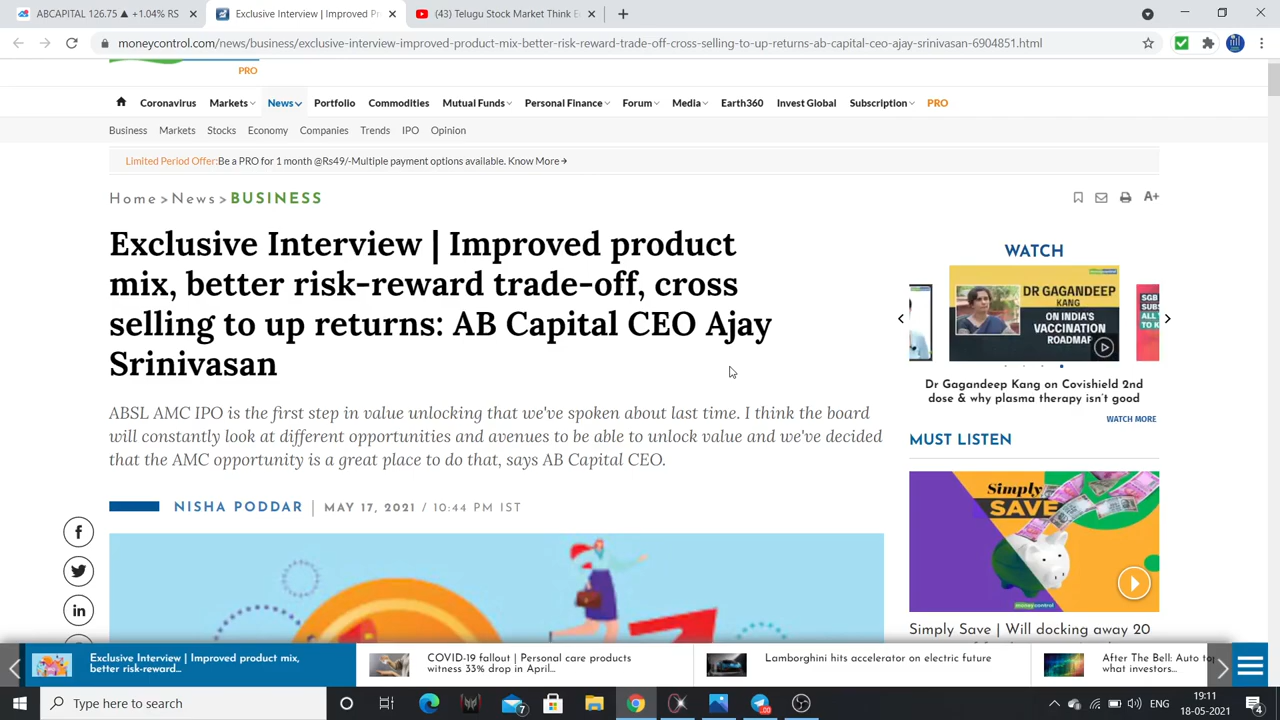 ABCAPITAL 126.75 ▲ +1.04% RS
Exclusive Interview | Improved Pr
(43) Telugu Stock Market Think E
moneycontrol.com/news/business/exclusive-interview-improved-product-mix-better-risk-reward-trade-off-cross-selling-to-up-returns-ab-capital-ceo-ajay-srinivasan-6904851.html
PRO
Coronavirus Markets News Portfolio Commodities Mutual Funds Personal Finance Forum Media Earth360 Invest Global Subscription PRO
Business Markets Stocks Economy Companies Trends IPO Opinion
Limited Period Offer:Be a PRO for 1 month @Rs49/-Multiple payment options available. Know More
Home > News > BUSINESS
A+
Exclusive Interview | Improved product
mix, better risk-reward trade-off, cross
selling to up returns: AB Capital CEO Ajay
Srinivasan
ABSL AMC IPO is the first step in value unlocking that we've spoken about last time. I think the board
will constantly look at different opportunities and avenues to be able to unlock value and we've decided
that the AMC opportunity is a great place to do that, says AB Capital CEO.
NISHA PODDAR | MAY 17, 2021 / 10:44 PM IST
WATCH
DR GAGANDEEP
KANG
ON INDIA'S
VACCINATION
ROADMAP
SGB
SUBS
ALL Y
TO K
Dr Gagandeep Kang on Covishield 2nd
dose & why plasma therapy isn't good
WATCH MORE
MUST LISTEN
Simply
SAVE
moneycontrol
Simply Save | Will docking away 20
Exclusive Interview | Improved product mix,
better risk-reward...
COVID-19 fallout | Personal care products
witness 33% drop in April...
Lamborghini hits accelerator on electric future
After The Bell: Auto top
what investors...
Type here to search
ENG
19:11
18-05-2021